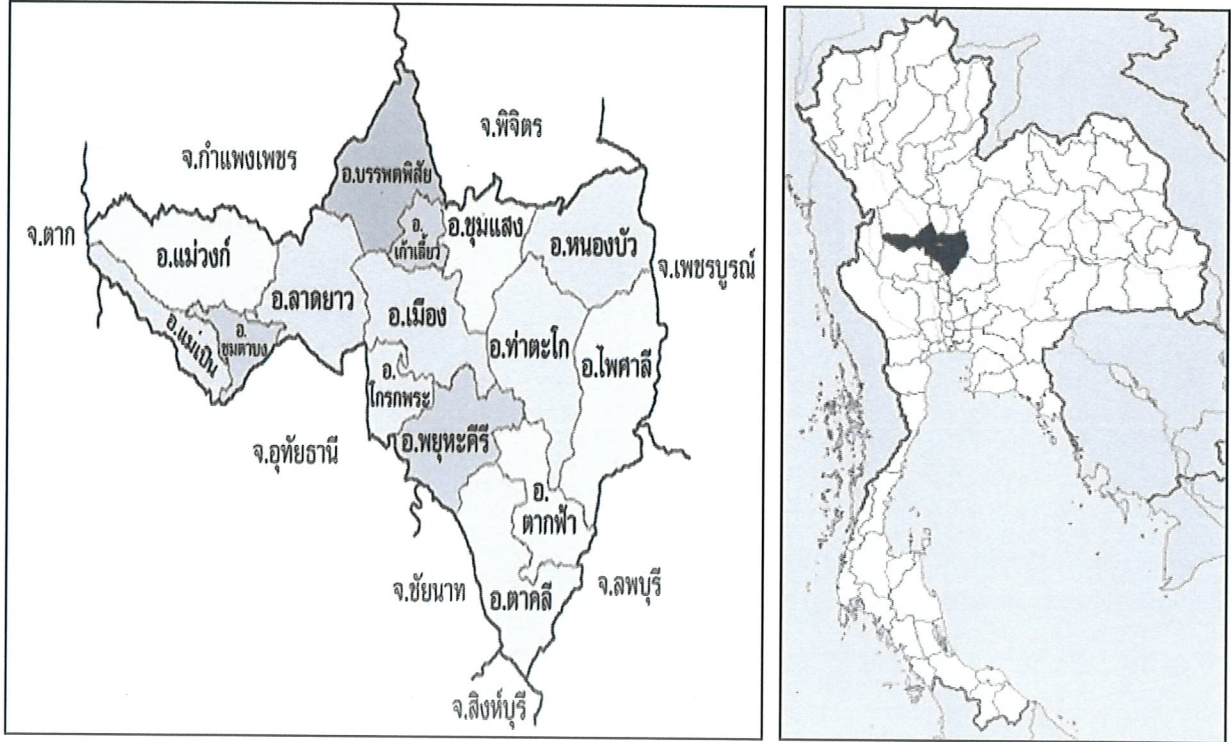 จ.พิจิตร
จ.กำแพงเพชร
อ.บรรพตพิสัย
จ.ตาก
อ.แม่วงก์
อ.ลาดยาว
อ.
เก้าเลี้ยว
อ.ชุมแสง
อ.หนองบัว
จ.เพชรบูรณ์
อ.แม่เปิน
อ.
ชุมตาบง
อ.เมือง
อ.ท่าตะโก
อ.ไพศาลี
อ.
โกรกพระ
อ.พยุหะคีรี
จ.อุทัยธานี
อ.
ตากฟ้า
จ.ชัยนาท
อ.ตาคลี
จ.ลพบุรี
จ.สิงห์บุรี